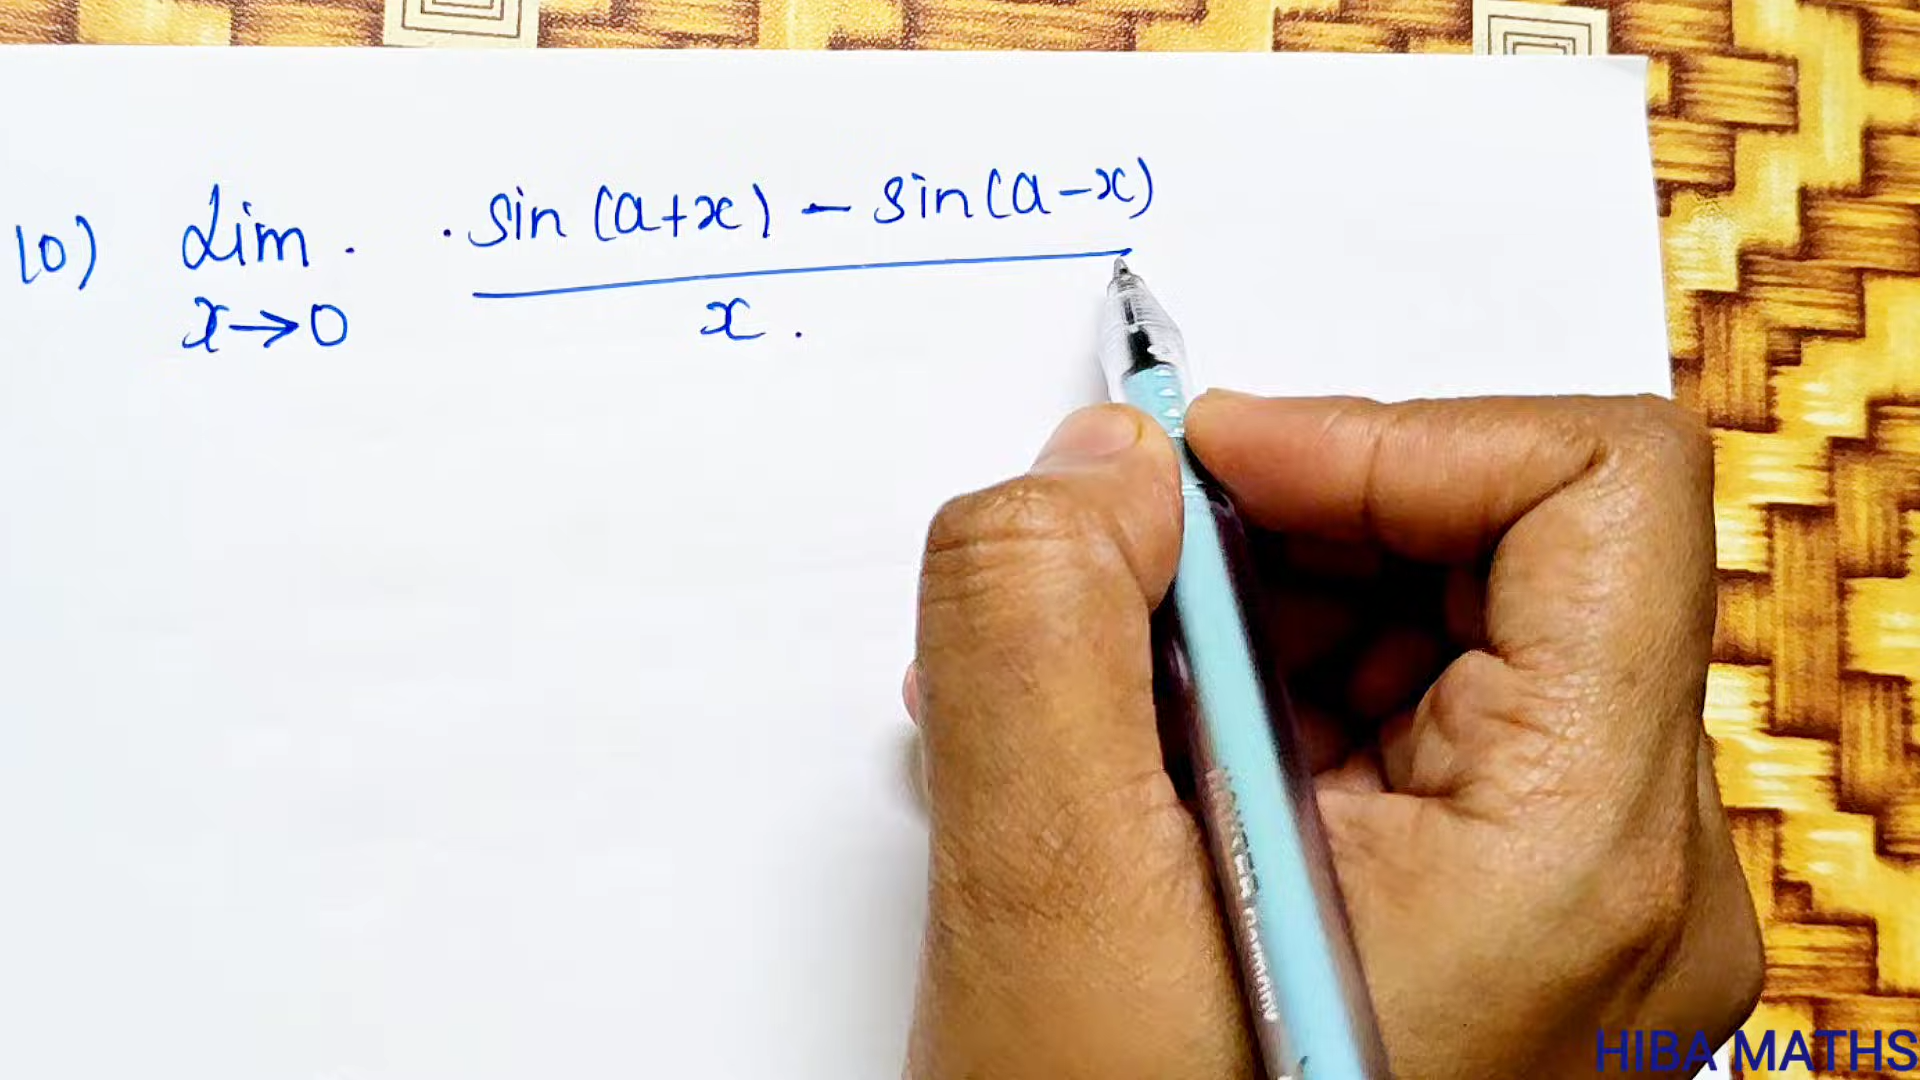 10) Lim. . sin (a+x) - sin(a-x)
x→0 x.
HIBA MATHS